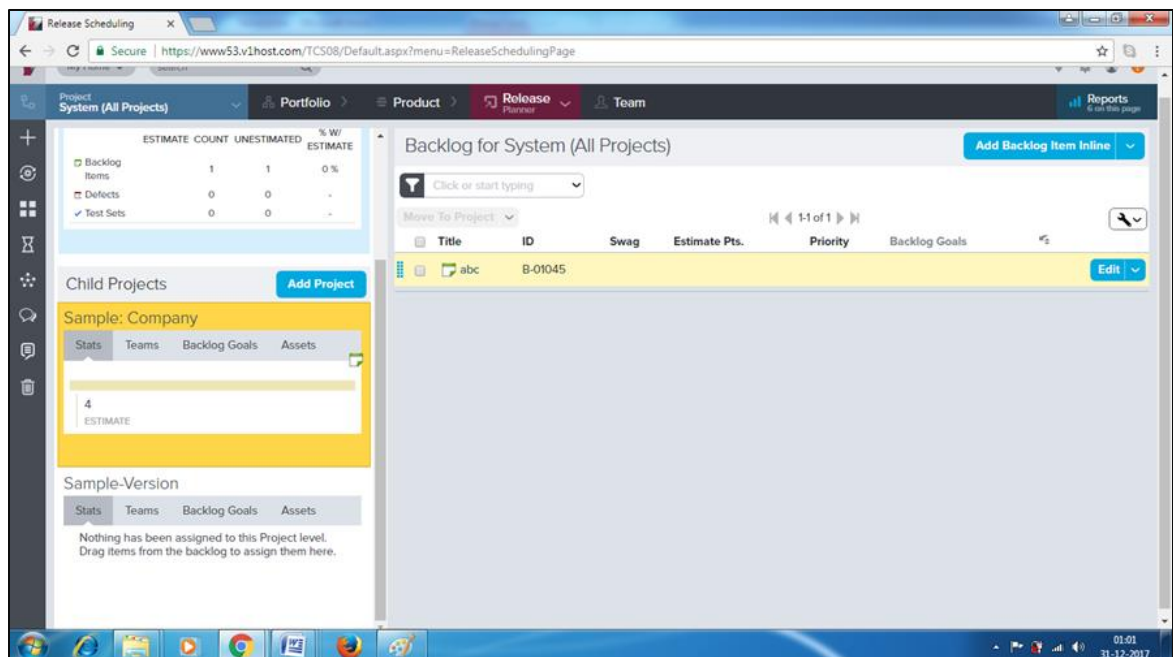 Release Scheduling
Secure | https://www53.v1host.com/TCS08/Default.aspx?menu=ReleaseSchedulingPage
Project
System (All Projects)
Portfolio
Product
Release
Planner
Team
Reports
6 on this page
ESTIMATE COUNT UNESTIMATED % W/ ESTIMATE
Backlog Items 1 1 0 %
Defects 0 0 -
Test Sets 0 0 -
Child Projects
Add Project
Sample: Company
Stats Teams Backlog Goals Assets
4
ESTIMATE
Sample-Version
Stats Teams Backlog Goals Assets
Nothing has been assigned to this Project level.
Drag items from the backlog to assign them here.
Backlog for System (All Projects)
Add Backlog Item Inline
Click or start typing
Move To Project
1-1 of 1
Title ID Swag Estimate Pts. Priority Backlog Goals
abc B-01045
Edit
01:01
31-12-2017